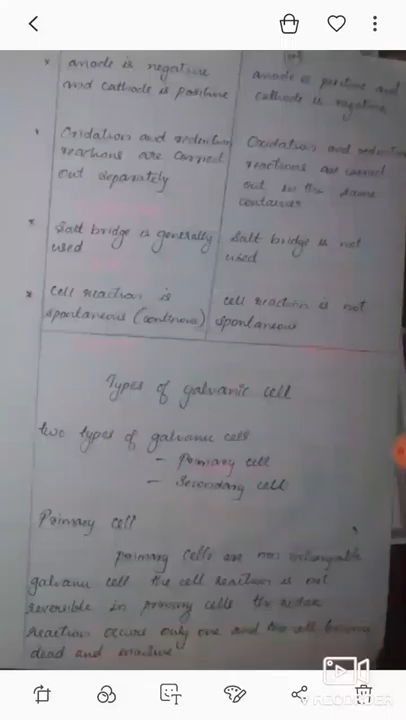 * anode is negative
and cathode is positive
anode is positive and
cathode is negative
Oxidation and reduction
reactions are carried
out separately
Oxidation and reduction
reactions are carried
out in the same
container
* Salt bridge is generally
used
Salt bridge is not
used
* Cell reaction is
spontaneous
cell reaction is not
spontaneous
Types of galvanic cell
two types of galvanic cell
- Primary cell
- Secondary cell
Primary cell
primary cells are non
galvanic cell the cell reaction is not
reversible in primary cells the redox
reaction occurs only one and the cell become
dead and inactive
RECORDER